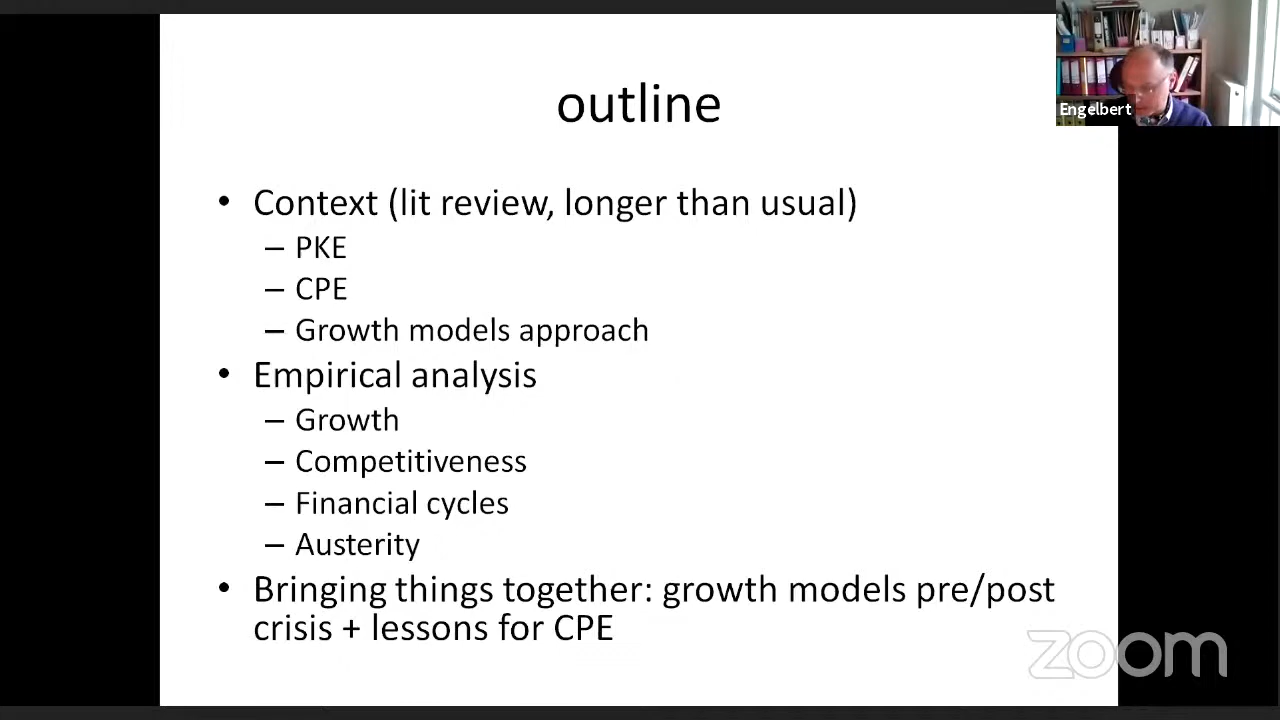 outline
Engelbert
• Context (lit review, longer than usual)
– PKE
– CPE
– Growth models approach
• Empirical analysis
– Growth
– Competitiveness
– Financial cycles
– Austerity
• Bringing things together: growth models pre/post
crisis + lessons for CPE
zoom